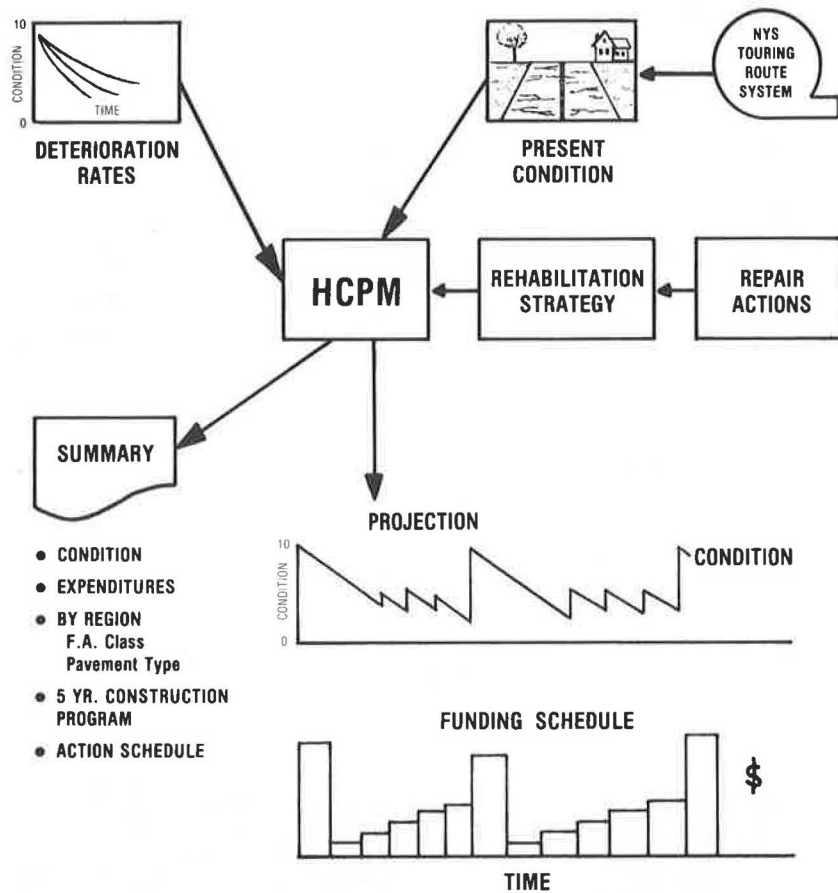 10
CONDITION
TIME
0
DETERIORATION
RATES
PRESENT
CONDITION
NYS
TOURING
ROUTE
SYSTEM
HCPM
REHABILITATION
STRATEGY
REPAIR
ACTIONS
SUMMARY
● CONDITION
● EXPENDITURES
● BY REGION
F.A. Class
Pavement Type
● 5 YR. CONSTRUCTION
PROGRAM
● ACTION SCHEDULE
PROJECTION
10
CONDITION
0
CONDITION
FUNDING SCHEDULE
$
TIME